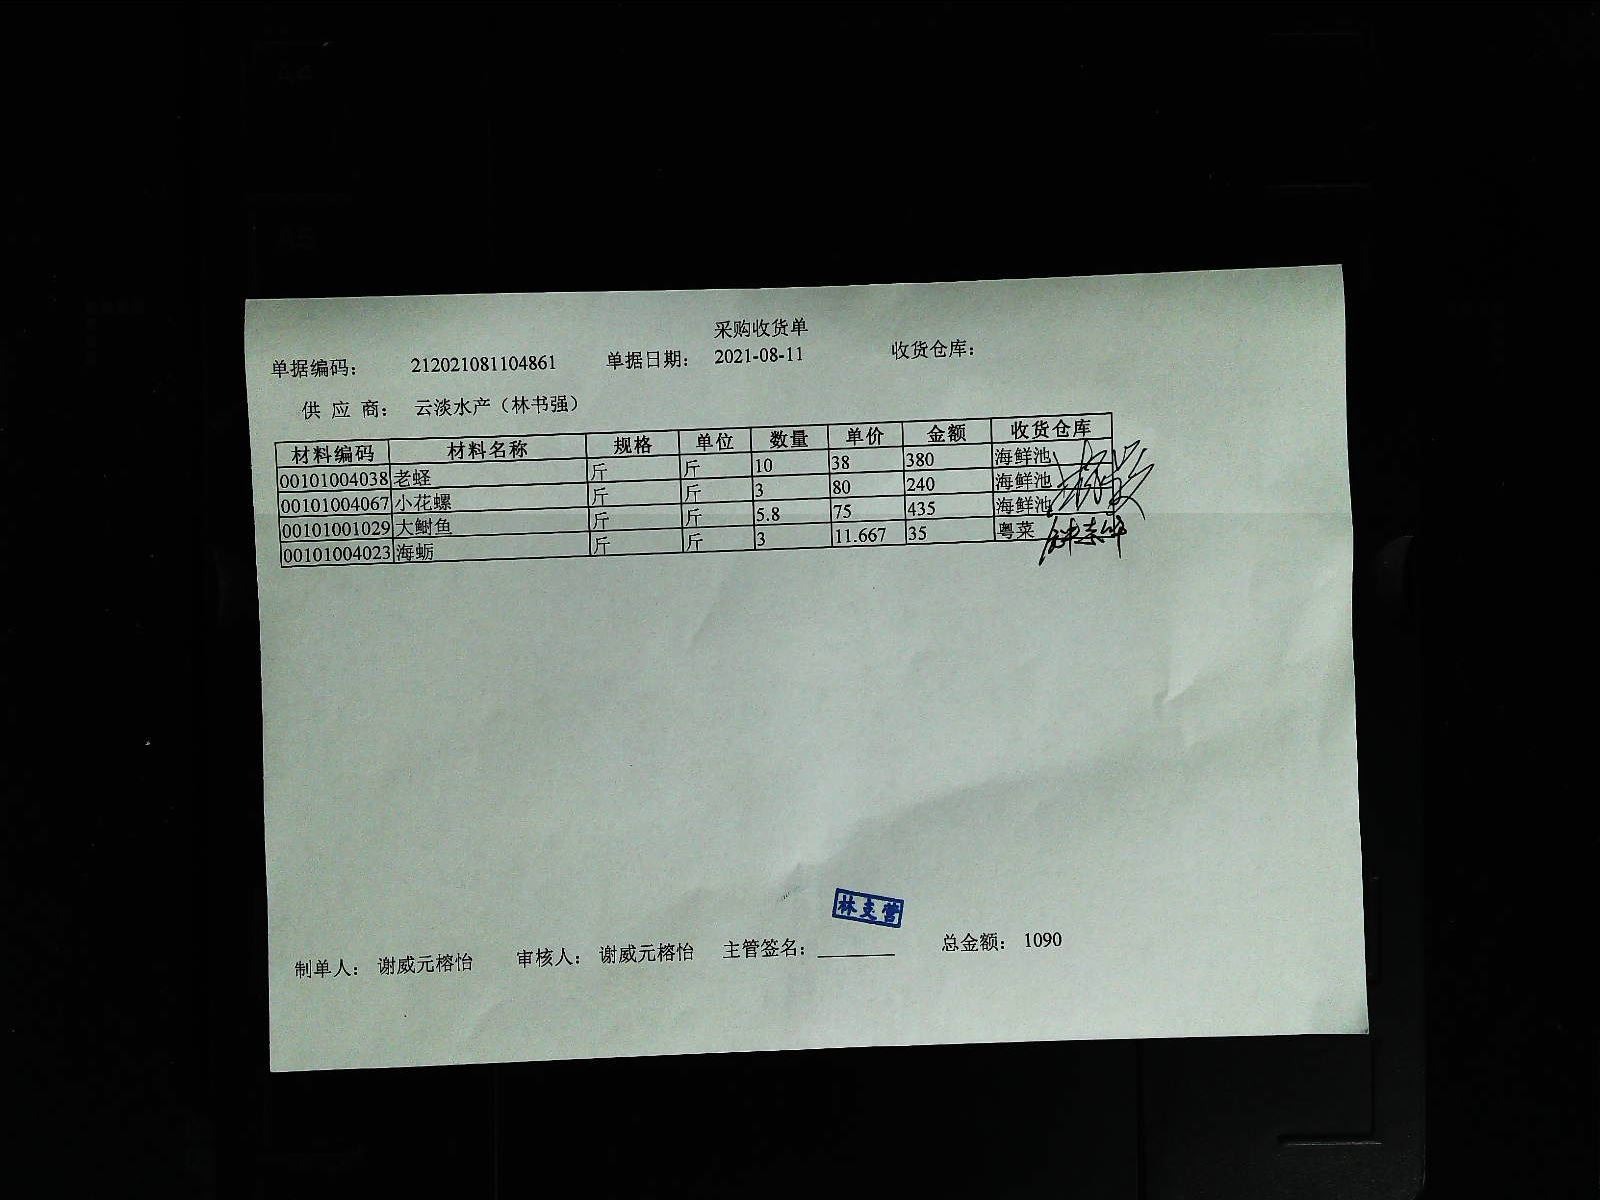 采购收货单
单据编码: 212021081104861 单据日期: 2021-08-11 收货仓库:
供 应 商: 云淡水产（林书强）
材料编码 材料名称 规格 单位 数量 单价 金额 收货仓库
00101004038 老蛏 斤 斤 10 38 380 海鲜池
00101004067 小花螺 斤 斤 3 80 240 海鲜池
00101001029 大鲥鱼 斤 斤 5.8 75 435 海鲜池
00101004023 海蛎 斤 斤 3 11.667 35 粤菜
林支营
制单人: 谢威元榕怡 审核人: 谢威元榕怡 主管签名: 总金额: 1090